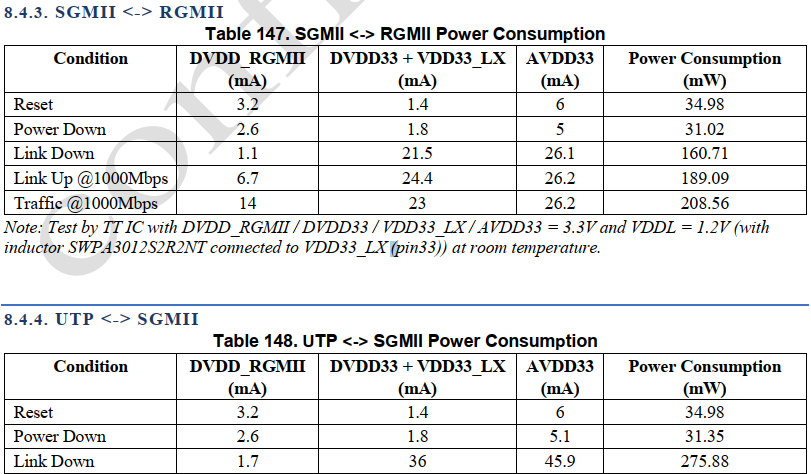 8.4.3. SGMII <-> RGMII
Table 147. SGMII <-> RGMII Power Consumption
Condition DVDD_RGMII (mA) DVDD33 + VDD33_LX (mA) AVDD33 (mA) Power Consumption (mW)
Reset 3.2 1.4 6 34.98
Power Down 2.6 1.8 5 31.02
Link Down 1.1 21.5 26.1 160.71
Link Up @1000Mbps 6.7 24.4 26.2 189.09
Traffic @1000Mbps 14 23 26.2 208.56
Note: Test by TT IC with DVDD_RGMII / DVDD33 / VDD33_LX / AVDD33 = 3.3V and VDDL = 1.2V (with
inductor SWPA3012S2R2NT connected to VDD33_LX (pin33)) at room temperature.
8.4.4. UTP <-> SGMII
Table 148. UTP <-> SGMII Power Consumption
Condition DVDD_RGMII (mA) DVDD33 + VDD33_LX (mA) AVDD33 (mA) Power Consumption (mW)
Reset 3.2 1.4 6 34.98
Power Down 2.6 1.8 5.1 31.35
Link Down 1.7 36 45.9 275.88